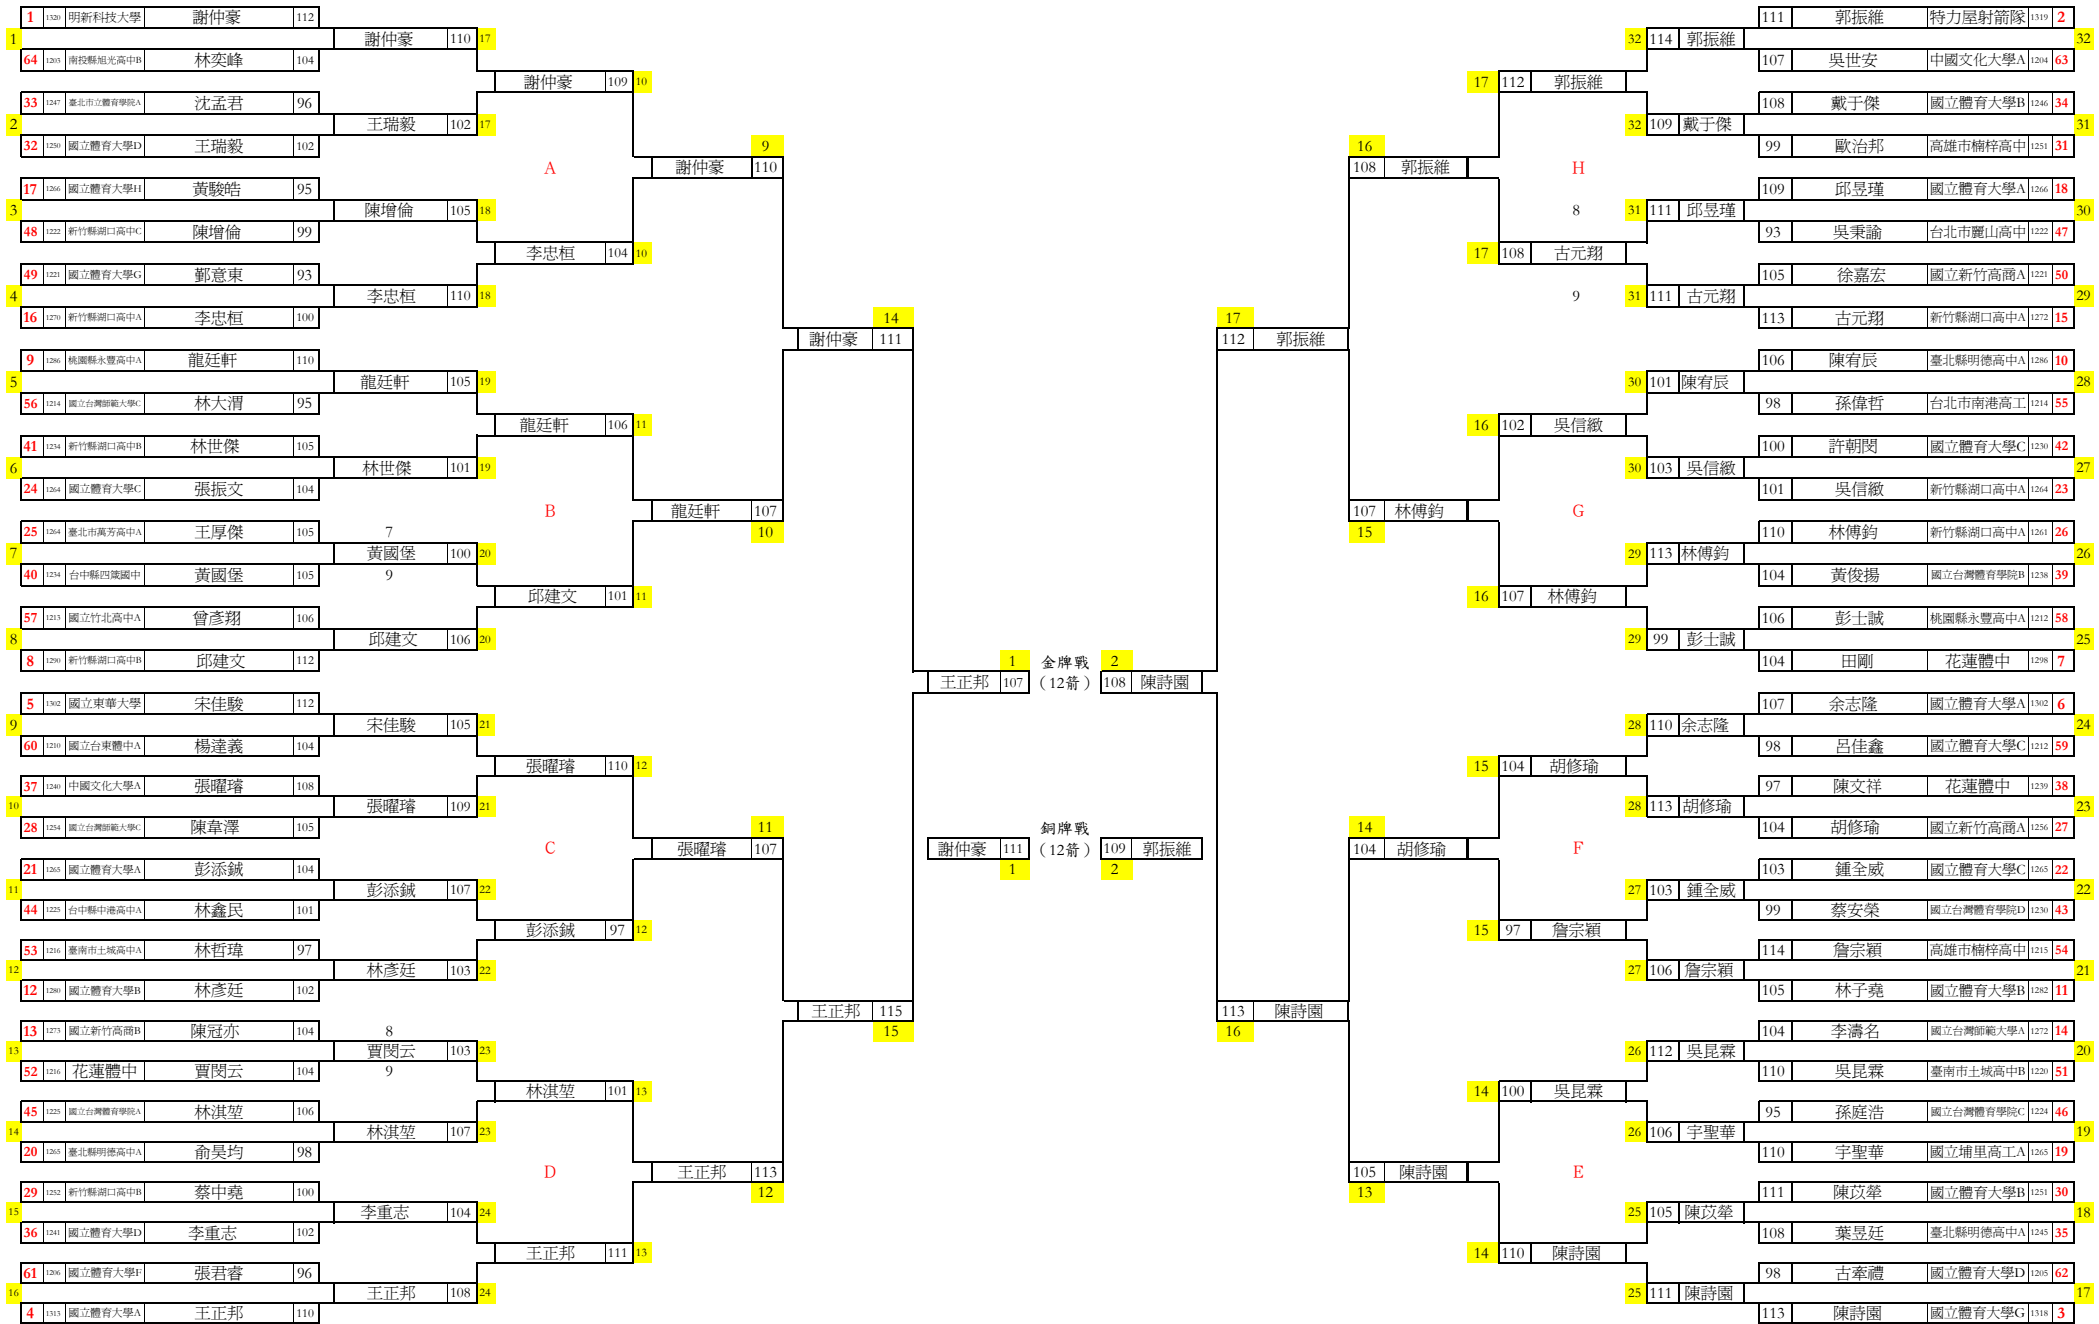 1 1320 明新科技大學 謝仲豪 112 111 郭振維 特力屋射箭隊 1319 2
1 謝仲豪 110 17 32 114 郭振維 32
64 1203 南投縣旭光高中B 林奕峰 104 107 吳世安 中國文化大學A 1204 63
謝仲豪 109 10 17 112 郭振維
33 1247 臺北市立體育學院A 沈孟君 96 108 戴于傑 國立體育大學B 1246 34
2 王瑞毅 102 17 32 109 戴于傑 31
32 1250 國立體育大學D 王瑞毅 102 9 16 99 歐治邦 高雄市楠梓高中 1251 31
A 謝仲豪 110 108 郭振維 H
17 1266 國立體育大學H 黃駿皓 95 109 邱昱瑾 國立體育大學A 1266 18
3 陳增倫 105 18 8 31 111 邱昱瑾 30
48 1222 新竹縣湖口高中C 陳增倫 99 93 吳秉諭 台北市麗山高中 1222 47
李忠桓 104 10 17 108 古元翔
49 1221 國立體育大學G 鄞意東 93 105 徐嘉宏 國立新竹高商A 1221 50
4 李忠桓 110 18 9 31 111 古元翔 29
16 1270 新竹縣湖口高中A 李忠桓 100 14 17 113 古元翔 新竹縣湖口高中A 1272 15
謝仲豪 111 112 郭振維
9 1286 桃園縣永豐高中A 龍廷軒 110 106 陳宥辰 臺北縣明德高中A 1286 10
5 龍廷軒 105 19 30 101 陳宥辰 28
56 1214 國立台灣師範大學C 林大渭 95 98 孫偉哲 台北市南港高工 1214 55
龍廷軒 106 11 16 102 吳信緻
41 1234 新竹縣湖口高中B 林世傑 105 100 許朝閔 國立體育大學C 1230 42
6 林世傑 101 19 30 103 吳信緻 27
24 1264 國立體育大學C 張振文 104 101 吳信緻 新竹縣湖口高中A 1264 23
B 龍廷軒 107 107 林傅鈞 G
25 1264 臺北市萬芳高中A 王厚傑 105 7 10 15 110 林傅鈞 新竹縣湖口高中A 1261 26
7 黃國堡 100 20 29 113 林傅鈞 26
40 1234 台中縣四箴國中 黃國堡 105 9 104 黃俊揚 國立台灣體育學院B 1238 39
邱建文 101 11 16 107 林傅鈞
57 1213 國立竹北高中A 曾彥翔 106 106 彭士誠 桃園縣永豐高中A 1212 58
8 邱建文 106 20 29 99 彭士誠 25
8 1290 新竹縣湖口高中B 邱建文 112 1 金牌戰 2 104 田剛 花蓮體中 1298 7
王正邦 107 (12箭) 108 陳詩園
5 1302 國立東華大學 宋佳駿 112 107 余志隆 國立體育大學A 1302 6
9 宋佳駿 105 21 28 110 余志隆 24
60 1210 國立台東體中A 楊達義 104 98 呂佳鑫 國立體育大學C 1212 59
張曜璿 110 12 15 104 胡修瑜
37 1240 中國文化大學A 張曜璿 108 97 陳文祥 花蓮體中 1239 38
10 張曜璿 109 21 28 113 胡修瑜 23
28 1254 國立台灣師範大學C 陳韋澤 105 11 銅牌戰 14 104 胡修瑜 國立新竹高商A 1256 27
C 張曜璿 107 謝仲豪 111 (12箭) 109 郭振維 104 胡修瑜 F
21 1265 國立體育大學A 彭添鋮 104 1 2 103 鍾全威 國立體育大學C 1265 22
11 彭添鋮 107 22 27 103 鍾全威 22
44 1225 台中縣中港高中A 林鑫民 101 99 蔡安榮 國立台灣體育學院D 1230 43
彭添鋮 97 12 15 97 詹宗穎
53 1216 臺南市土城高中A 林哲瑋 97 114 詹宗穎 高雄市楠梓高中 1215 54
12 林彥廷 103 22 27 106 詹宗穎 21
12 1280 國立體育大學B 林彥廷 102 105 林子堯 國立體育大學B 1282 11
王正邦 115 113 陳詩園
13 1273 國立新竹高商B 陳冠亦 104 8 15 16 104 李濤名 國立台灣師範大學A 1272 14
13 賈閔云 103 23 26 112 吳昆霖 20
52 1216 花蓮體中 賈閔云 104 9 110 吳昆霖 臺南市土城高中B 1220 51
林淇堃 101 13 14 100 吳昆霖
45 1225 國立台灣體育學院A 林淇堃 106 95 孫庭浩 國立台灣體育學院C 1224 46
14 林淇堃 107 23 26 106 宇聖華 19
20 1265 臺北縣明德高中A 俞昊均 98 110 宇聖華 國立埔里高工A 1265 19
D 王正邦 113 105 陳詩園 E
29 1252 新竹縣湖口高中B 蔡中堯 100 12 13 111 陳苡犖 國立體育大學B 1251 30
15 李重志 104 24 25 105 陳苡犖 18
36 1241 國立體育大學D 李重志 102 108 葉昱廷 臺北縣明德高中A 1245 35
王正邦 111 13 14 110 陳詩園
61 1206 國立體育大學F 張君睿 96 98 古牽禮 國立體育大學D 1205 62
16 王正邦 108 24 25 111 陳詩園 17
4 1313 國立體育大學A 王正邦 110 113 陳詩園 國立體育大學G 1318 3